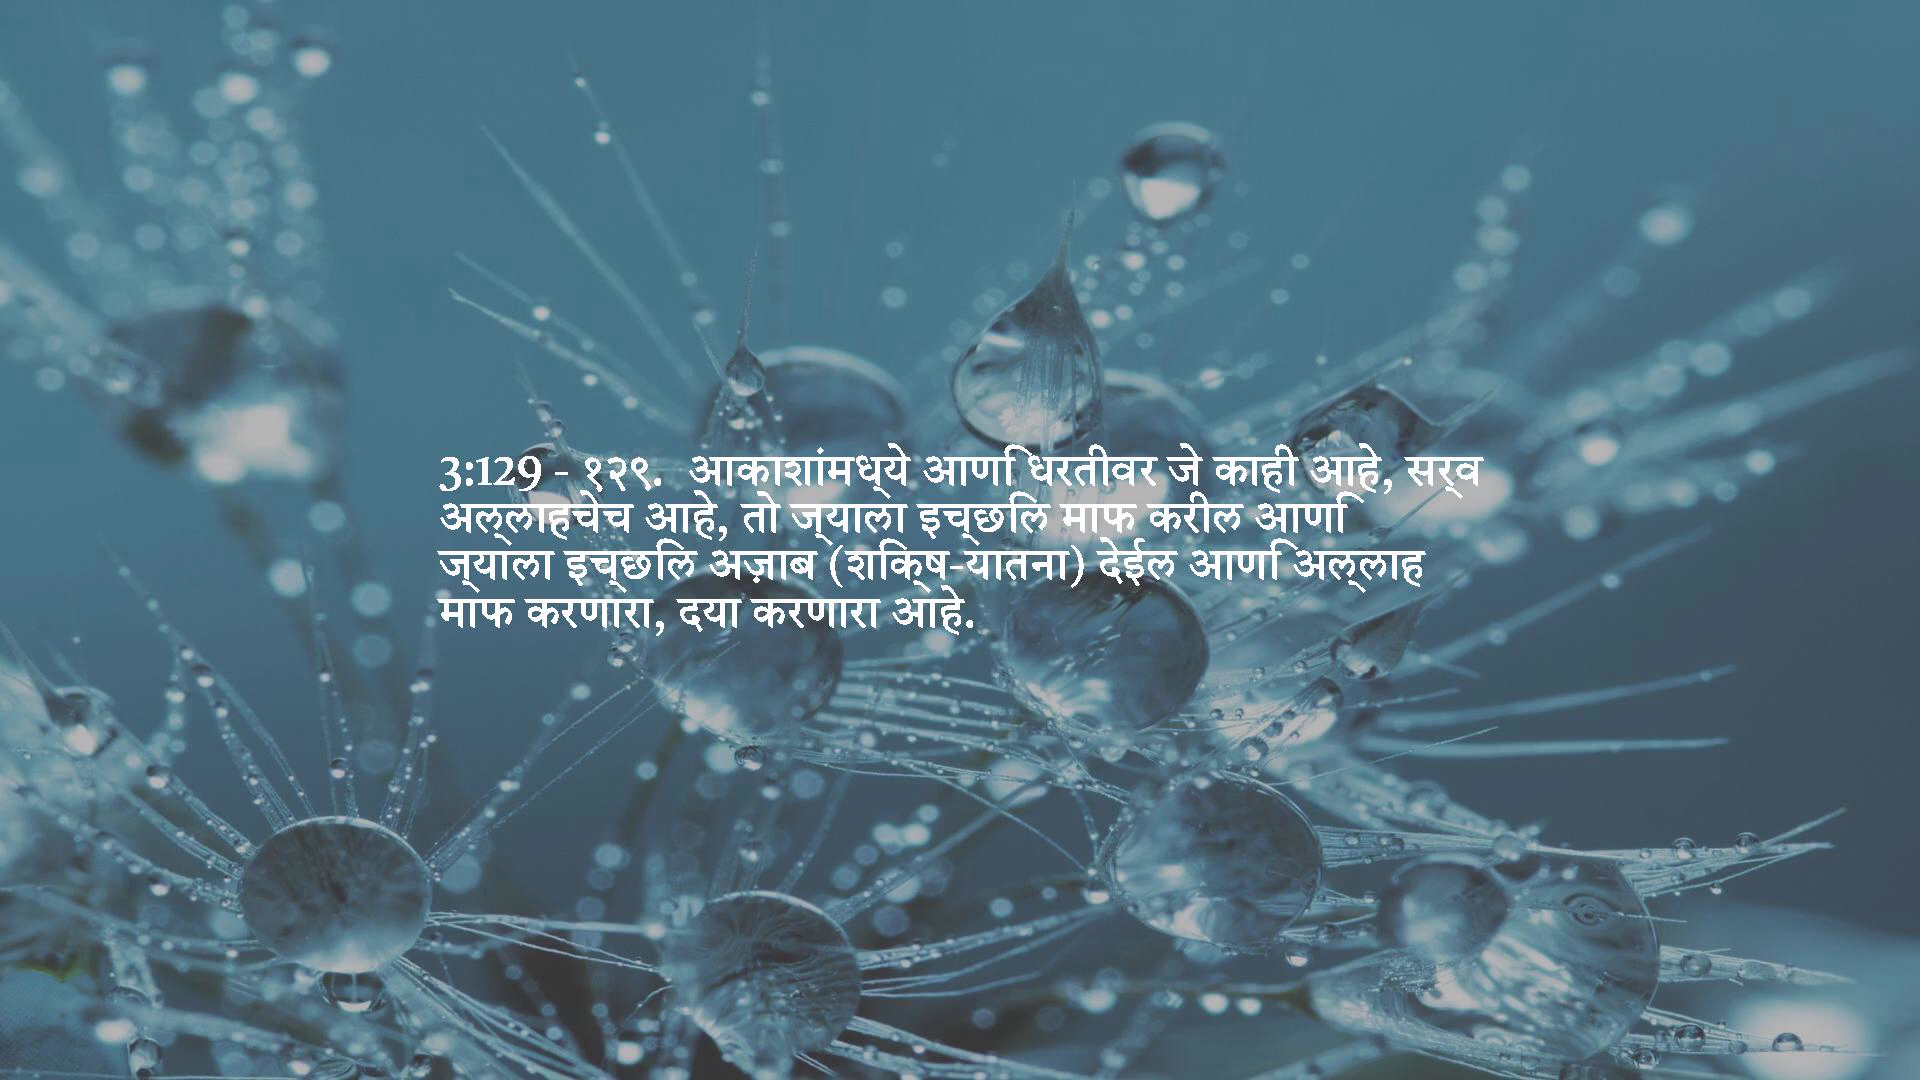 3:129 - १२९.  आकाशांमध्ये आणि धरतीवर जे काही आहे, सर्व
अल्लाहचेच आहे, तो ज्याला इच्छिल माफ करील आणि
ज्याला इच्छिल अज़ाब (शिक्षि-यातना) देईल आणि अल्लाह
माफ करणारा, दया करणारा आहे.